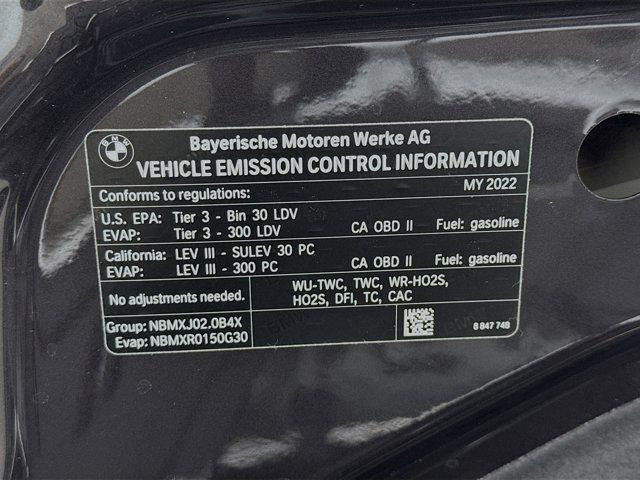 BMW
Bayerische Motoren Werke AG
VEHICLE EMISSION CONTROL INFORMATION
Conforms to regulations: MY 2022
U.S. EPA: Tier 3 - Bin 30 LDV
EVAP: Tier 3 - 300 LDV CA OBD II Fuel: gasoline
California: LEV III - SULEV 30 PC
EVAP: LEV III - 300 PC CA OBD II Fuel: gasoline
No adjustments needed.
WU-TWC, TWC, WR-HO2S,
HO2S, DFI, TC, CAC
Group: NBMXJ02.0B4X
Evap: NBMXR0150G30
8 847 748